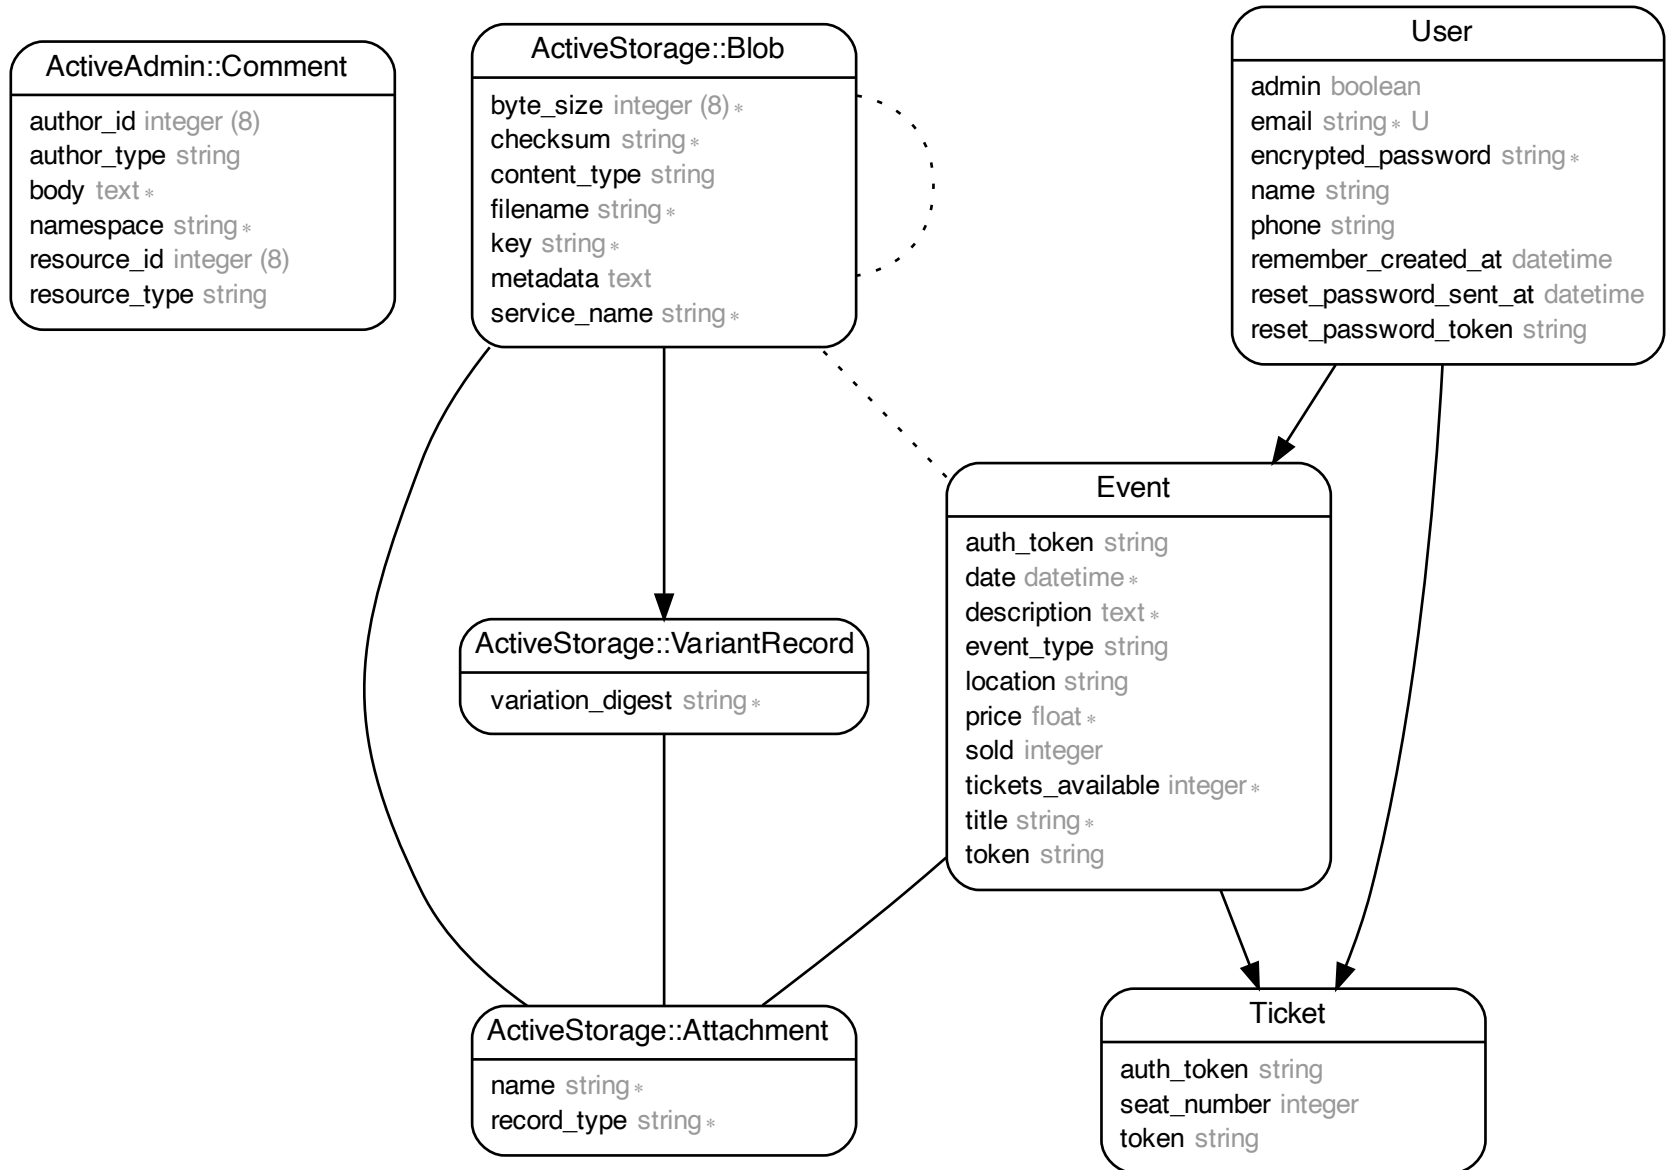 ActiveAdmin::Comment
author_id integer (8)
author_type string
body text *
namespace string *
resource_id integer (8)
resource_type string
ActiveStorage::Blob
byte_size integer (8) *
checksum string *
content_type string
filename string *
key string *
metadata text
service_name string *
User
admin boolean
email string * U
encrypted_password string *
name string
phone string
remember_created_at datetime
reset_password_sent_at datetime
reset_password_token string
Event
auth_token string
date datetime *
description text *
event_type string
location string
price float *
sold integer
tickets_available integer *
title string *
token string
ActiveStorage::VariantRecord
variation_digest string *
ActiveStorage::Attachment
name string *
record_type string *
Ticket
auth_token string
seat_number integer
token string